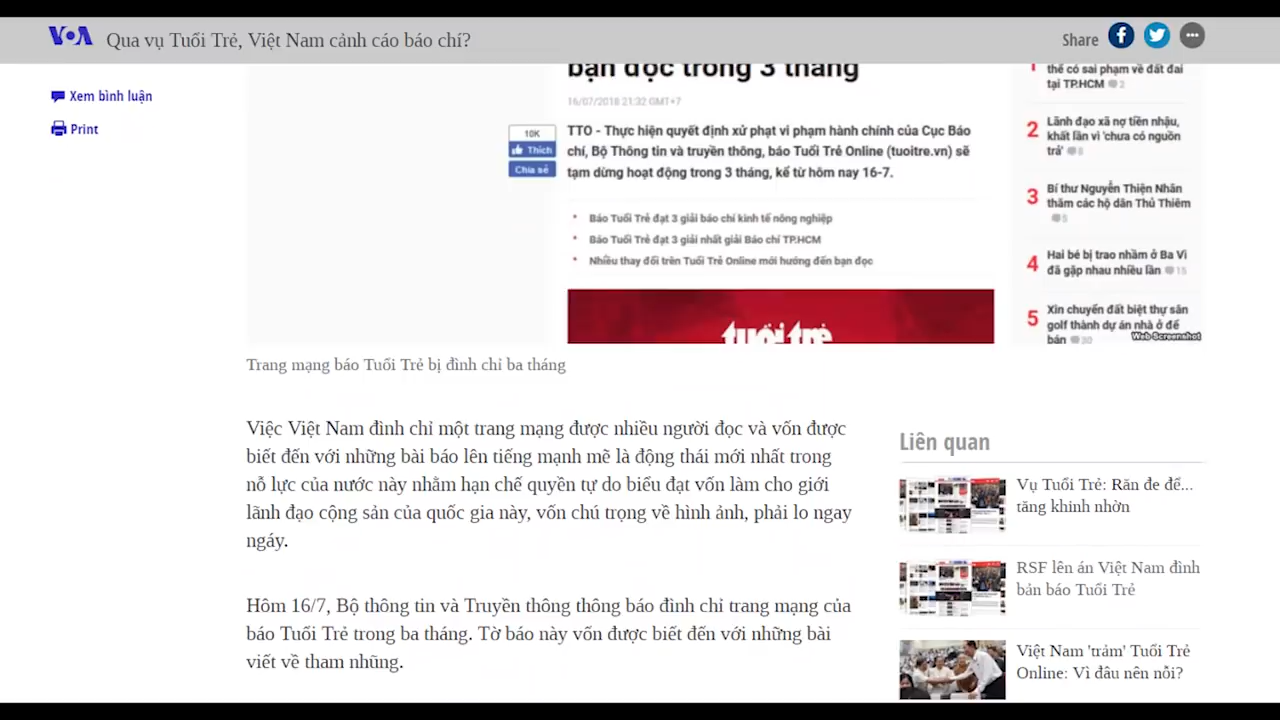 VOA
Qua vụ Tuổi Trẻ, Việt Nam cảnh cáo báo chí?
Share
Xem bình luận
Print
bạn đọc trong 3 tháng
16/07/2018 21:32 GMT+7
10K
Thích
Chia sẻ
TTO - Thực hiện quyết định xử phạt vi phạm hành chính của Cục Báo
chí, Bộ Thông tin và truyền thông, báo Tuổi Trẻ Online (tuoitre.vn) sẽ
tạm dừng hoạt động trong 3 tháng, kể từ hôm nay 16-7.
Báo Tuổi Trẻ đạt 3 giải báo chí kinh tế nông nghiệp
Báo Tuổi Trẻ đạt 3 giải nhất giải Báo chí TP.HCM
Nhiều thay đổi trên Tuổi Trẻ Online mới hướng đến bạn đọc
tuổi trẻ
1
thể có sai phạm về đất đai
tại TP.HCM 2
2
Lãnh đạo xã nợ tiền nhậu,
khất lần vì 'chưa có nguồn
trả' 8
3
Bí thư Nguyễn Thiện Nhân
thăm các hộ dân Thủ Thiêm
5
4
Hai bé bị trao nhầm ở Ba Vì
đã gặp nhau nhiều lần 15
5
Xin chuyển đất biệt thự sân
golf thành dự án nhà ở để
bán 30
Web Screenshot
Trang mạng báo Tuổi Trẻ bị đình chỉ ba tháng
Việc Việt Nam đình chỉ một trang mạng được nhiều người đọc và vốn được
biết đến với những bài báo lên tiếng mạnh mẽ là động thái mới nhất trong
nỗ lực của nước này nhằm hạn chế quyền tự do biểu đạt vốn làm cho giới
lãnh đạo cộng sản của quốc gia này, vốn chú trọng về hình ảnh, phải lo ngay
ngáy.
Hôm 16/7, Bộ thông tin và Truyền thông thông báo đình chỉ trang mạng của
báo Tuổi Trẻ trong ba tháng. Tờ báo này vốn được biết đến với những bài
viết về tham nhũng.
Liên quan
Vụ Tuổi Trẻ: Răn đe để...
tăng khinh nhờn
RSF lên án Việt Nam đình
bản báo Tuổi Trẻ
Việt Nam 'trảm' Tuổi Trẻ
Online: Vì đâu nên nỗi?